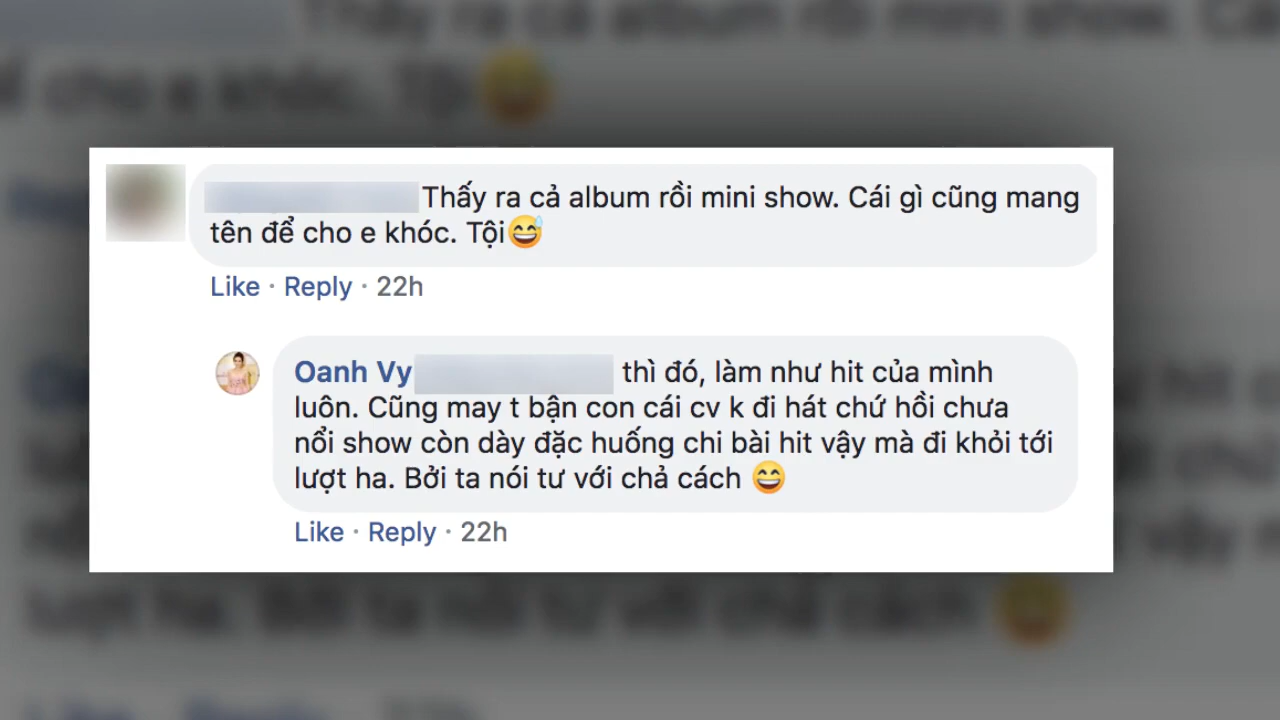 Thấy ra cả album rồi mini show. Cái gì cũng mang
tên để cho e khóc. Tội😅
Like · Reply · 22h
Oanh Vy thì đó, làm như hit của mình
luôn. Cũng may t bận con cái cv k đi hát chứ hồi chưa
nổi show còn dày đặc huống chi bài hit vậy mà đi khỏi tới
lượt ha. Bởi ta nói tư với chả cách 😄
Like · Reply · 22h